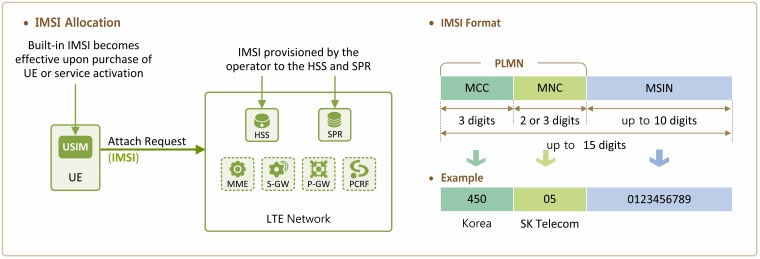 • IMSI Allocation
Built-in IMSI becomes
effective upon purchase of
UE or service activation
IMSI provisioned by the
operator to the HSS and SPR
USIM
UE
Attach Request
(IMSI)
HSS
SPR
MME
S-GW
P-GW
PCRF
LTE Network
• IMSI Format
PLMN
MCC
MNC
MSIN
3 digits
2 or 3 digits
up to 10 digits
up to 15 digits
• Example
450
05
0123456789
Korea
SK Telecom